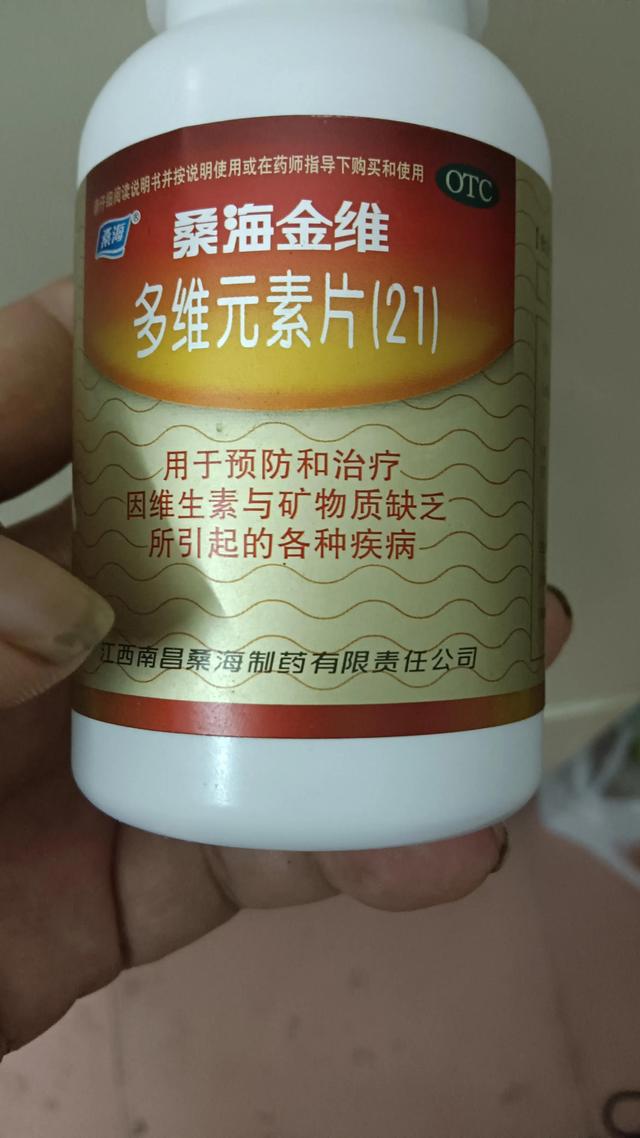 请仔细阅读说明书并按说明使用或在药师指导下购买和使用
OTC
桑海®
桑海金维
多维元素片(21)
用于预防和治疗
因维生素与矿物质缺乏
所引起的各种疾病
江西南昌桑海制药有限责任公司